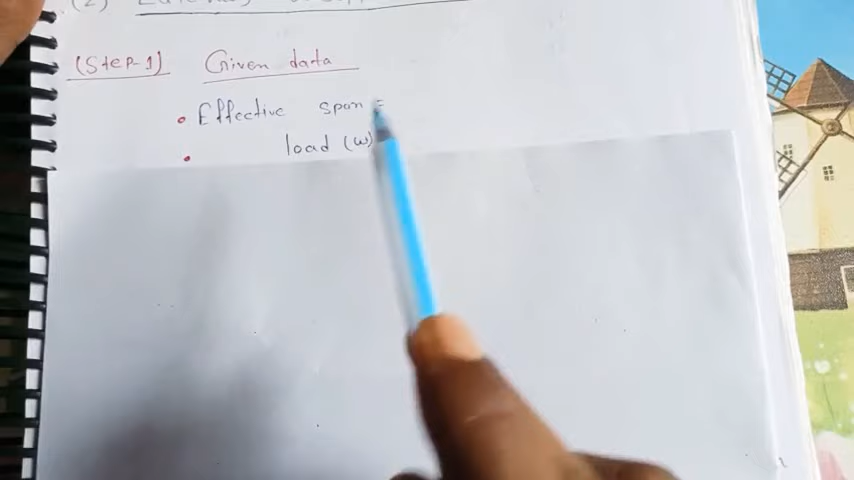 (Step-1) Given data
• Effective span =
• load (w)